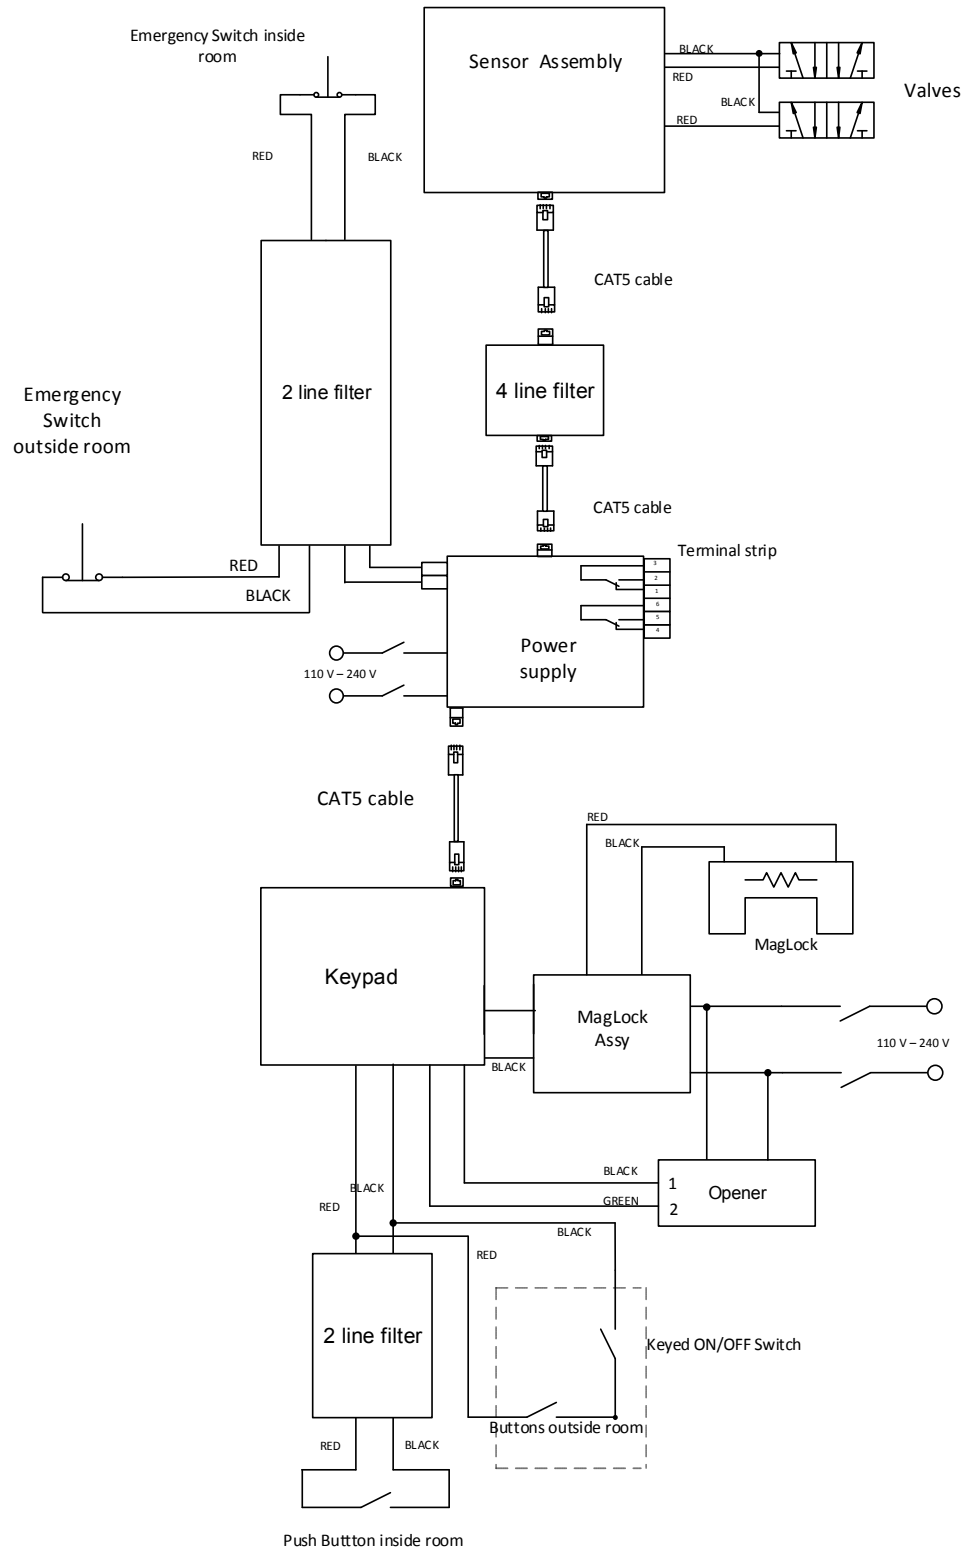 Emergency Switch inside
room
Sensor  Assembly
BLACK
RED
BLACK
RED
Valves
RED
BLACK
CAT5 cable
2 line filter
4 line filter
Emergency
Switch
outside room
CAT5 cable
RED
BLACK
Terminal strip
3
2
1
6
5
4
Power
supply
110 V – 240 V
CAT5 cable
RED
BLACK
MagLock
Keypad
MagLock
Assy
110 V – 240 V
BLACK
BLACK
GREEN
1
2
Opener
BLACK
RED
BLACK
RED
2 line filter
Keyed ON/OFF Switch
Buttons outside room
RED
BLACK
Push Buttton inside room